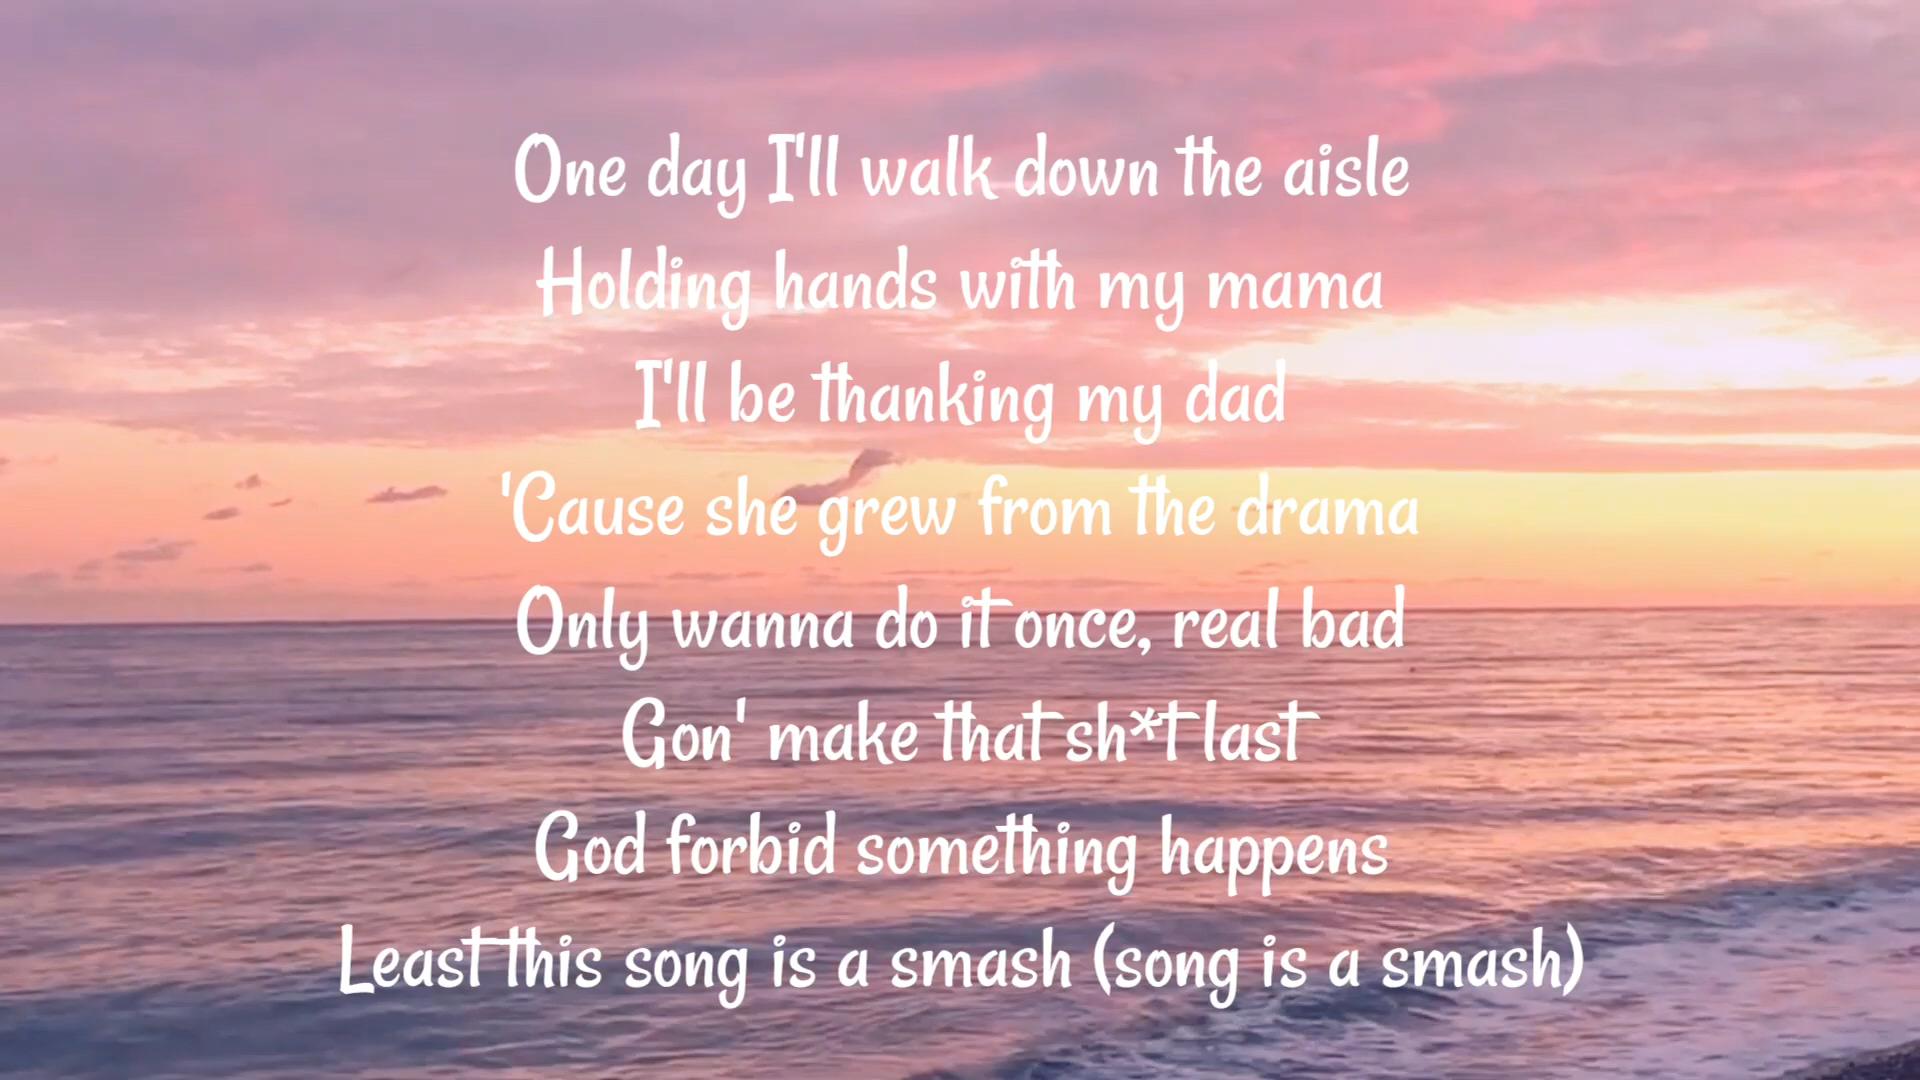 One day I'll walk down the aisle
Holding hands with my mama
I'll be thanking my dad
'Cause she grew from the drama
Only wanna do it once, real bad
Gon' make that sh*t last
God forbid something happens
Least this song is a smash (song is a smash)